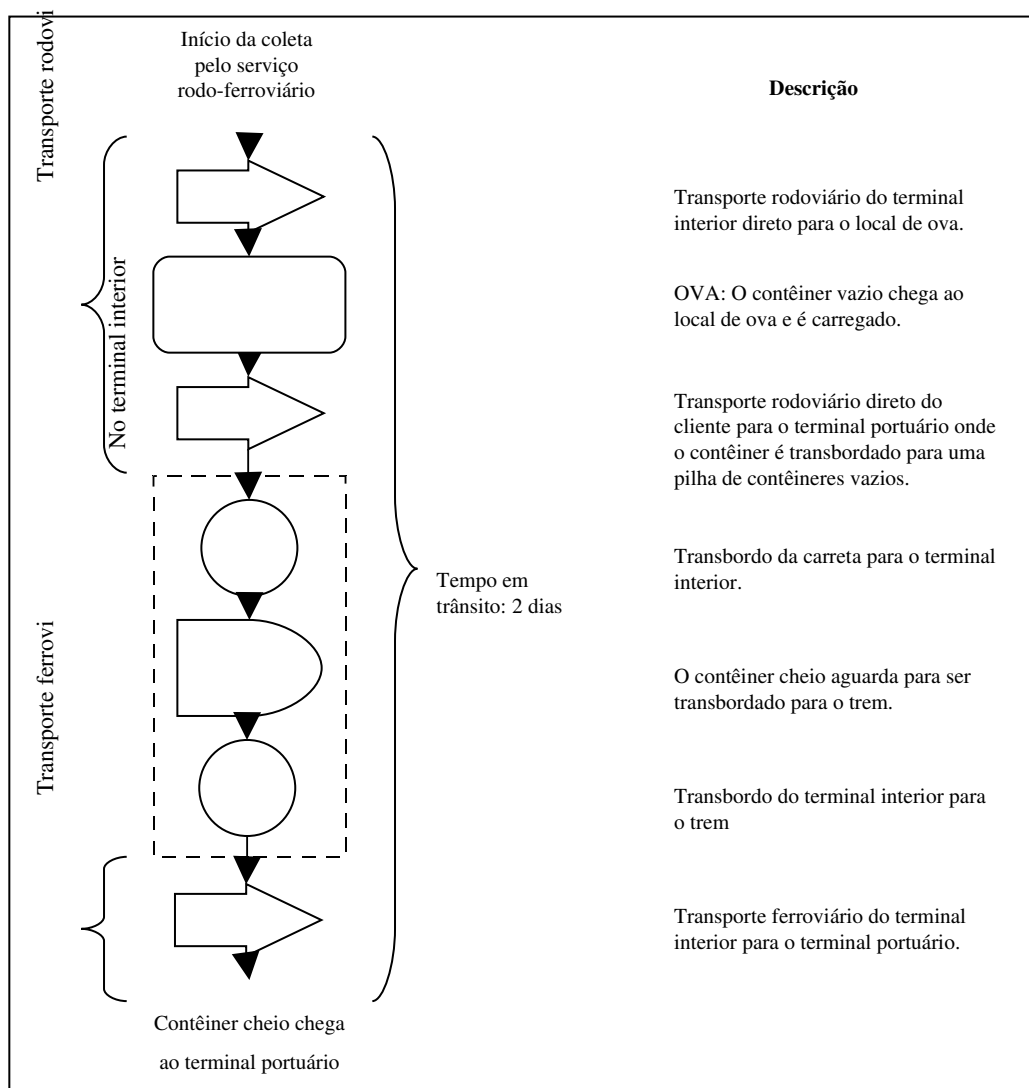 Transporte rodovi
Início da coleta
pelo serviço
rodo-ferroviário
Descrição
Transporte rodoviário do terminal
interior direto para o local de ova.
No terminal interior
OVA: O contêiner vazio chega ao
local de ova e é carregado.
Transporte rodoviário direto do
cliente para o terminal portuário onde
o contêiner é transbordado para uma
pilha de contêineres vazios.
Transbordo da carreta para o terminal
interior.
Tempo em
trânsito: 2 dias
Transporte ferrovi
O contêiner cheio aguarda para ser
transbordado para o trem.
Transbordo do terminal interior para
o trem
Transporte ferroviário do terminal
interior para o terminal portuário.
Contêiner cheio chega
ao terminal portuário